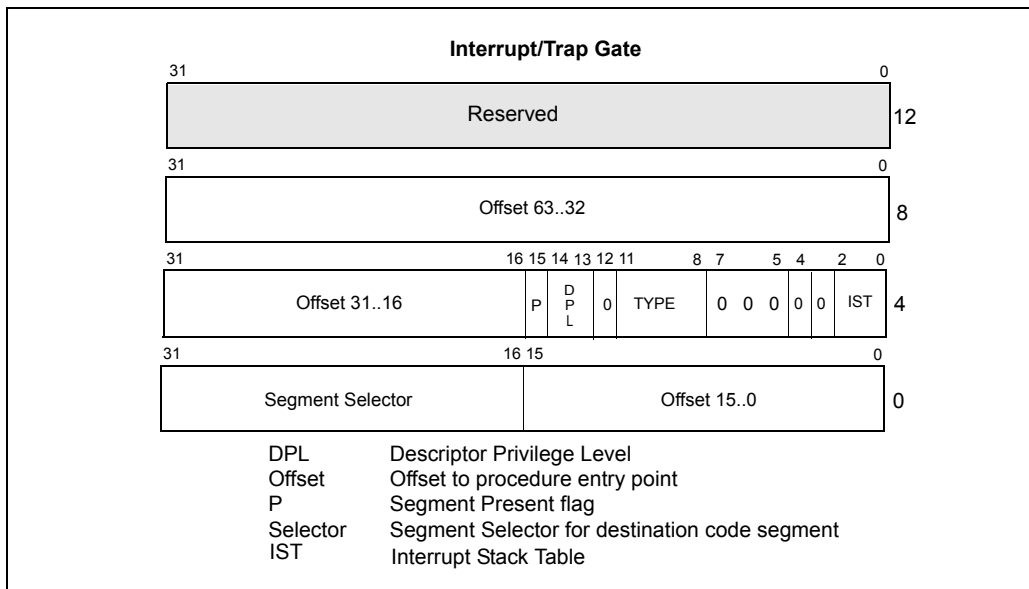 Interrupt/Trap Gate
31 0
Reserved 12
31 0
Offset 63..32 8
31 16 15 14 13 12 11 8 7 5 4 2 0
Offset 31..16 P DPL 0 TYPE 0 0 0 0 0 IST 4
31 16 15 0
Segment Selector Offset 15..0 0
DPL Descriptor Privilege Level
Offset Offset to procedure entry point
P Segment Present flag
Selector Segment Selector for destination code segment
IST Interrupt Stack Table